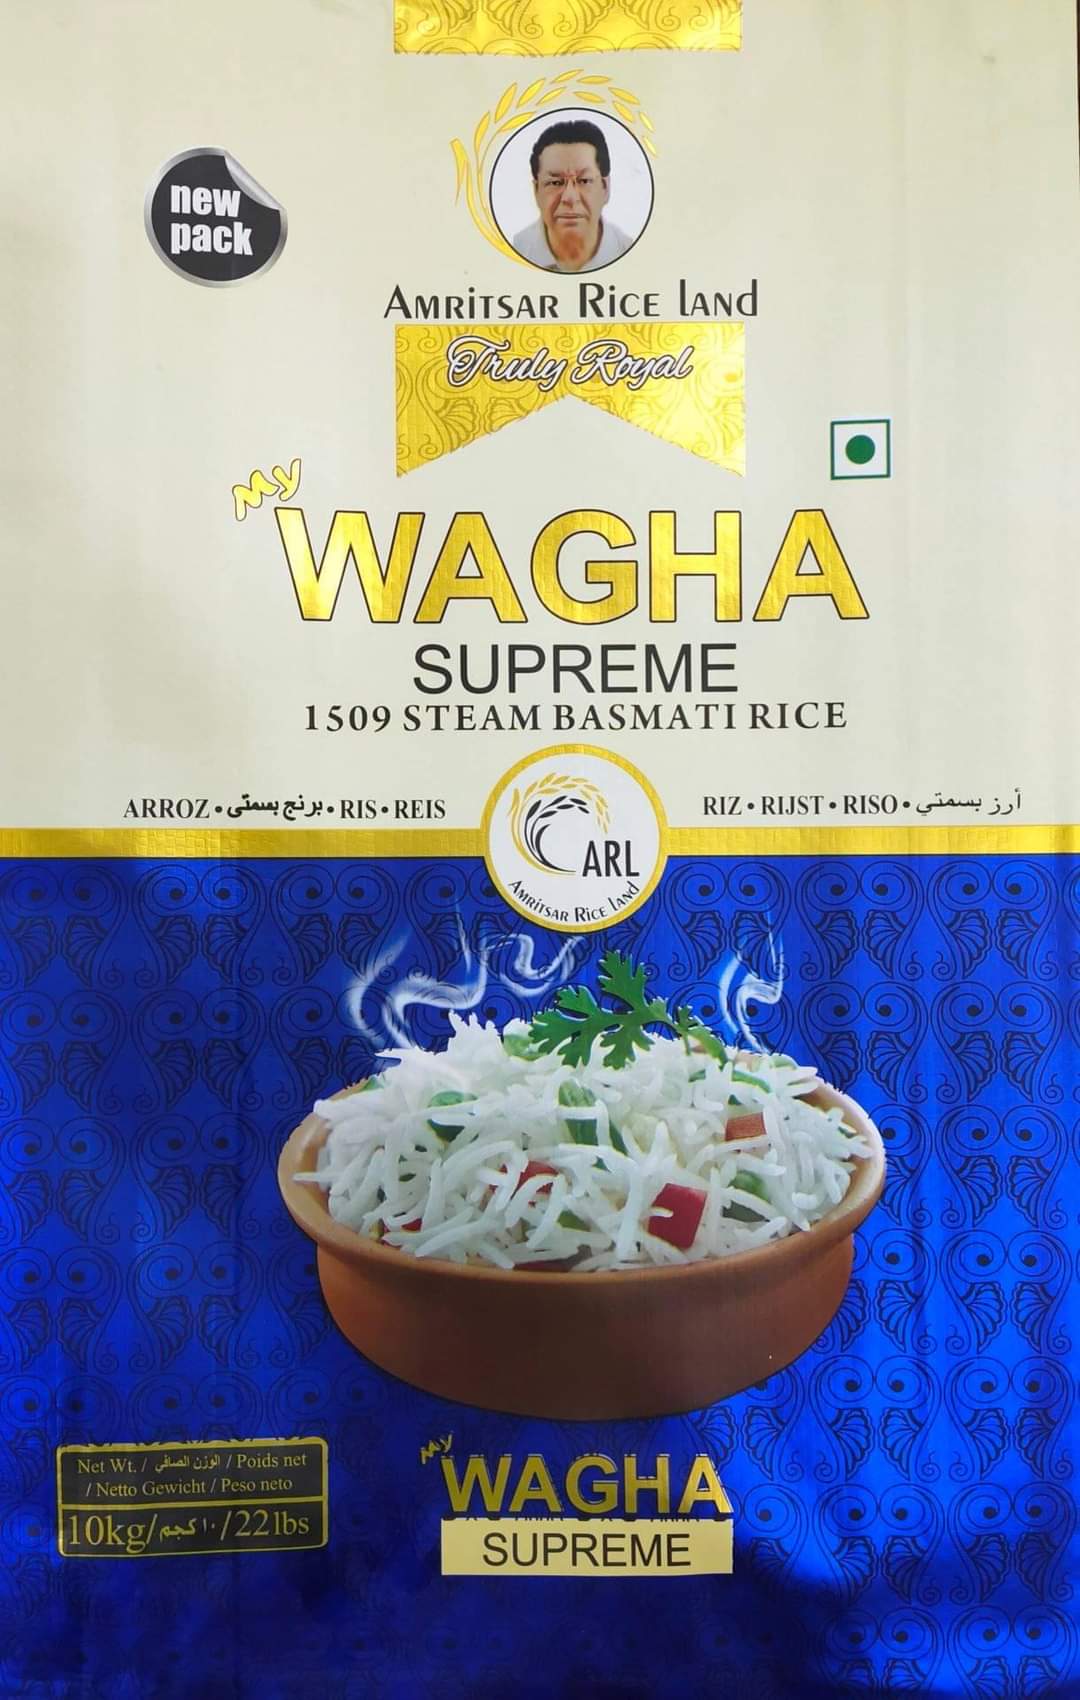 new
pack
AMRiTSAR RiCE LAND
Truly Royal
MY
WAGHA
SUPREME
1509 STEAM BASMATI RICE
ARROZ • برنج بسمتی • RIS • REIS
RIZ • RIJST • RISO • أرز بسمتي
ARL
AMRiTSAR RiCE LAND
MY
WAGHA
SUPREME
Net Wt. / الوزن الصافي / Poids net
/ Netto Gewicht / Peso neto
10kg/١٠ كجم/22 lbs